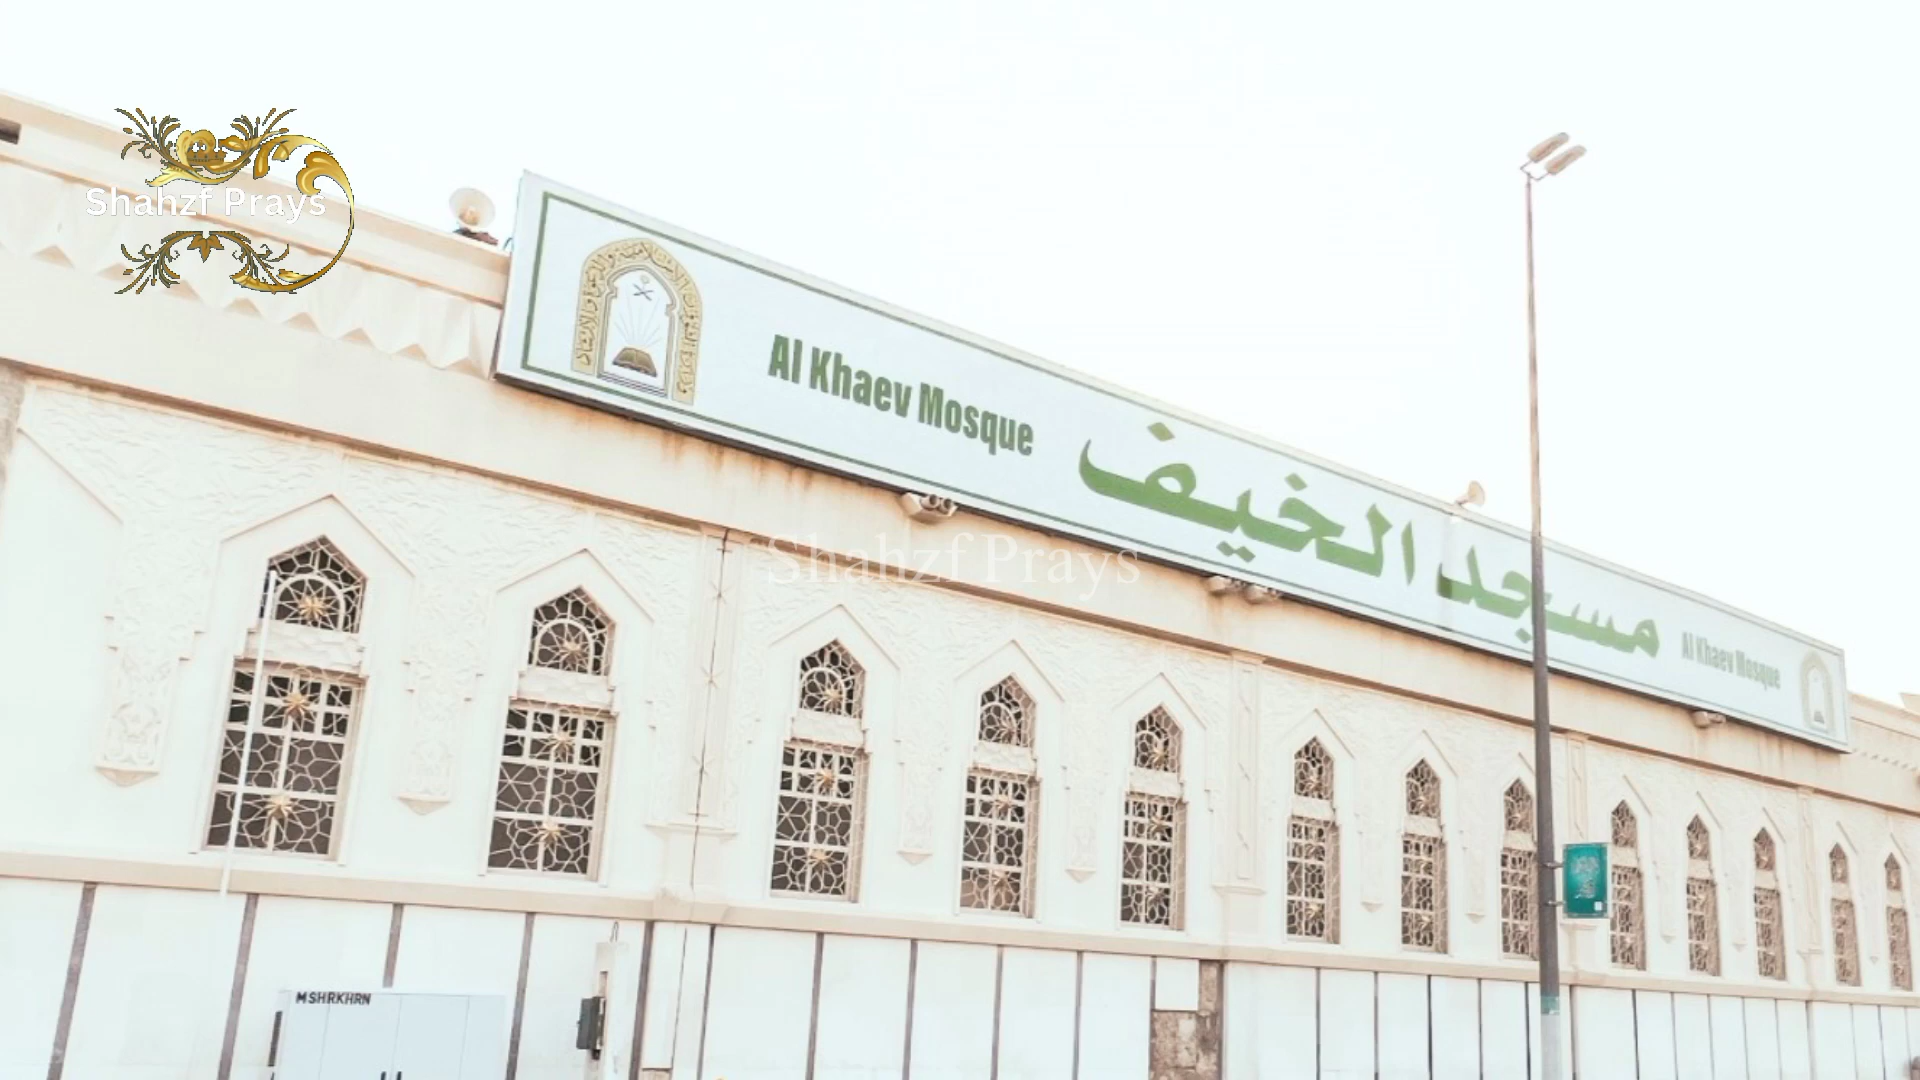 Shahzf Prays
Al Khaev Mosque
مسجد الخيف
Al Khaev Mosque
Shahzf Prays
MSHRKHRN